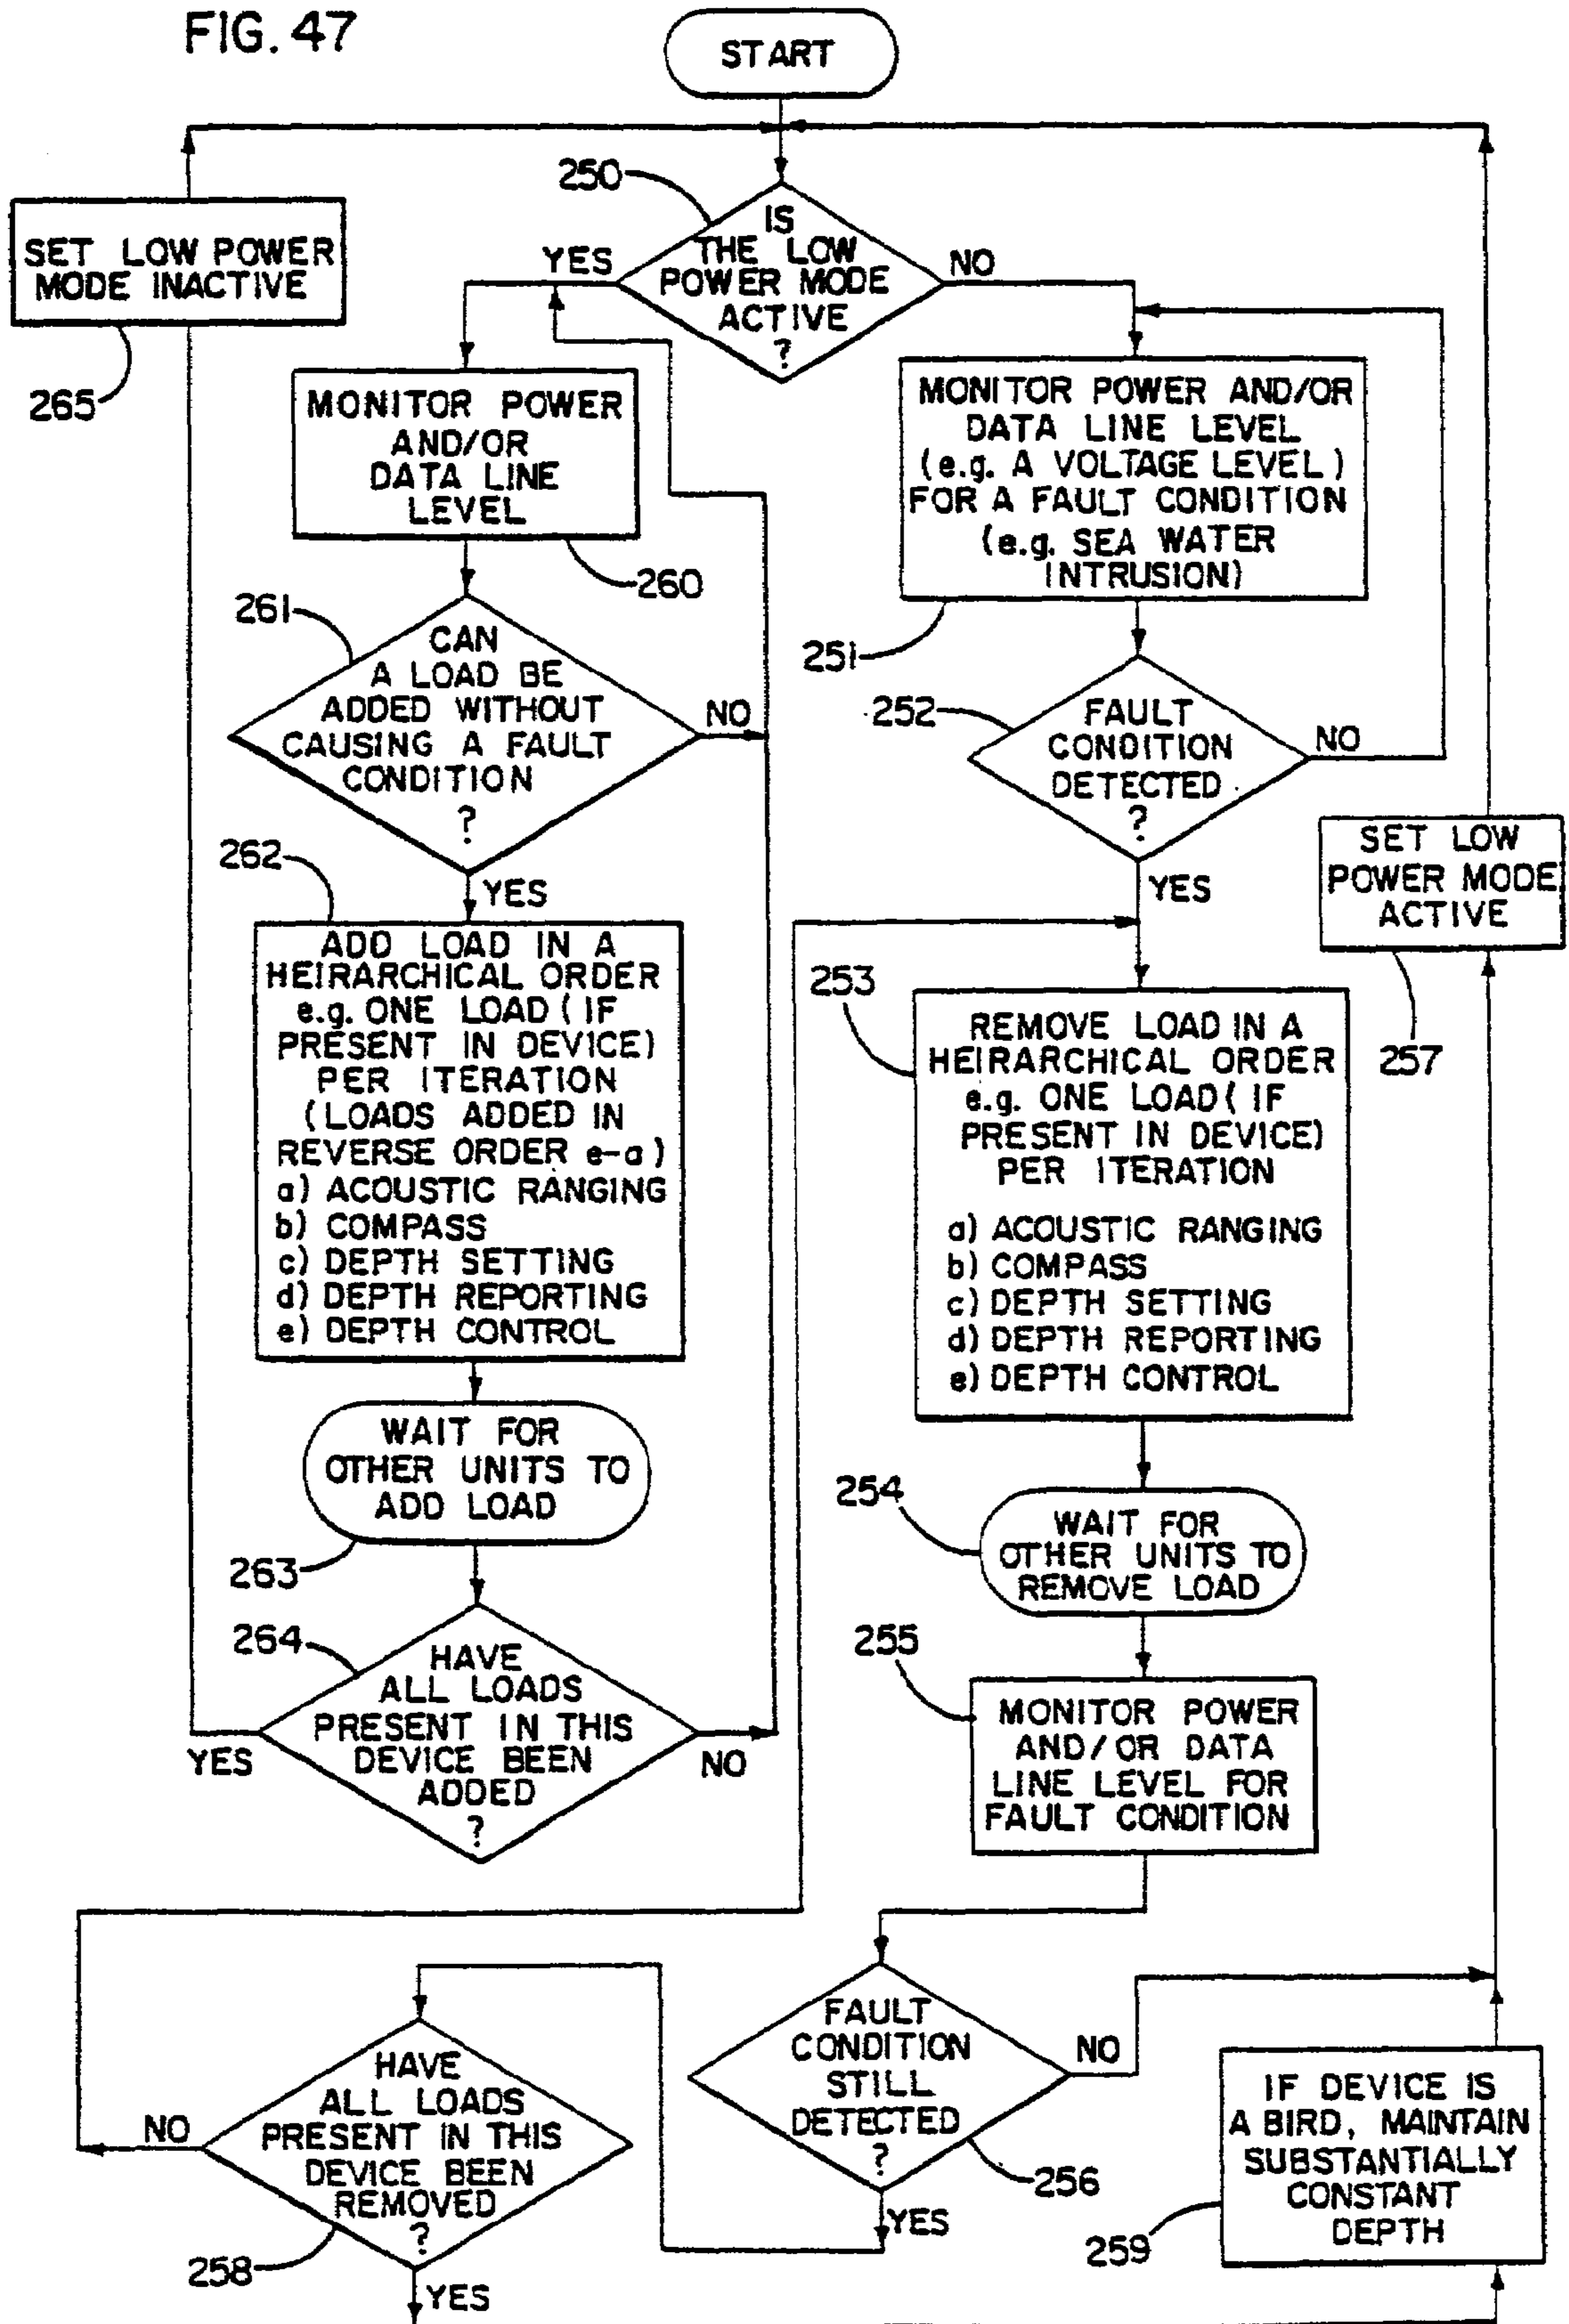 FIG. 47
START
250
IS
THE LOW
POWER MODE
ACTIVE
?
YES
NO
SET LOW POWER
MODE INACTIVE
265
MONITOR POWER
AND/OR
DATA LINE
LEVEL
260
MONITOR POWER AND/OR
DATA LINE LEVEL
(e.g. A VOLTAGE LEVEL)
FOR A FAULT CONDITION
(e.g. SEA WATER
INTRUSION)
251
261
CAN
A LOAD BE
ADDED WITHOUT
CAUSING A FAULT
CONDITION
?
NO
YES
252
FAULT
CONDITION
DETECTED
?
NO
YES
SET LOW
POWER MODE
ACTIVE
257
262
ADD LOAD IN A
HEIRARCHICAL ORDER
e.g. ONE LOAD (IF
PRESENT IN DEVICE)
PER ITERATION
(LOADS ADDED IN
REVERSE ORDER e-a)
a) ACOUSTIC RANGING
b) COMPASS
c) DEPTH SETTING
d) DEPTH REPORTING
e) DEPTH CONTROL
253
REMOVE LOAD IN A
HEIRARCHICAL ORDER
e.g. ONE LOAD (IF
PRESENT IN DEVICE)
PER ITERATION
a) ACOUSTIC RANGING
b) COMPASS
c) DEPTH SETTING
d) DEPTH REPORTING
e) DEPTH CONTROL
WAIT FOR
OTHER UNITS TO
ADD LOAD
263
254
WAIT FOR
OTHER UNITS TO
REMOVE LOAD
264
HAVE
ALL LOADS
PRESENT IN THIS
DEVICE BEEN
ADDED
?
YES
NO
255
MONITOR POWER
AND/OR DATA
LINE LEVEL FOR
FAULT CONDITION
FAULT
CONDITION
STILL
DETECTED
?
NO
256
YES
HAVE
ALL LOADS
PRESENT IN THIS
DEVICE BEEN
REMOVED
?
NO
258
YES
IF DEVICE IS
A BIRD, MAINTAIN
SUBSTANTIALLY
CONSTANT
DEPTH
259